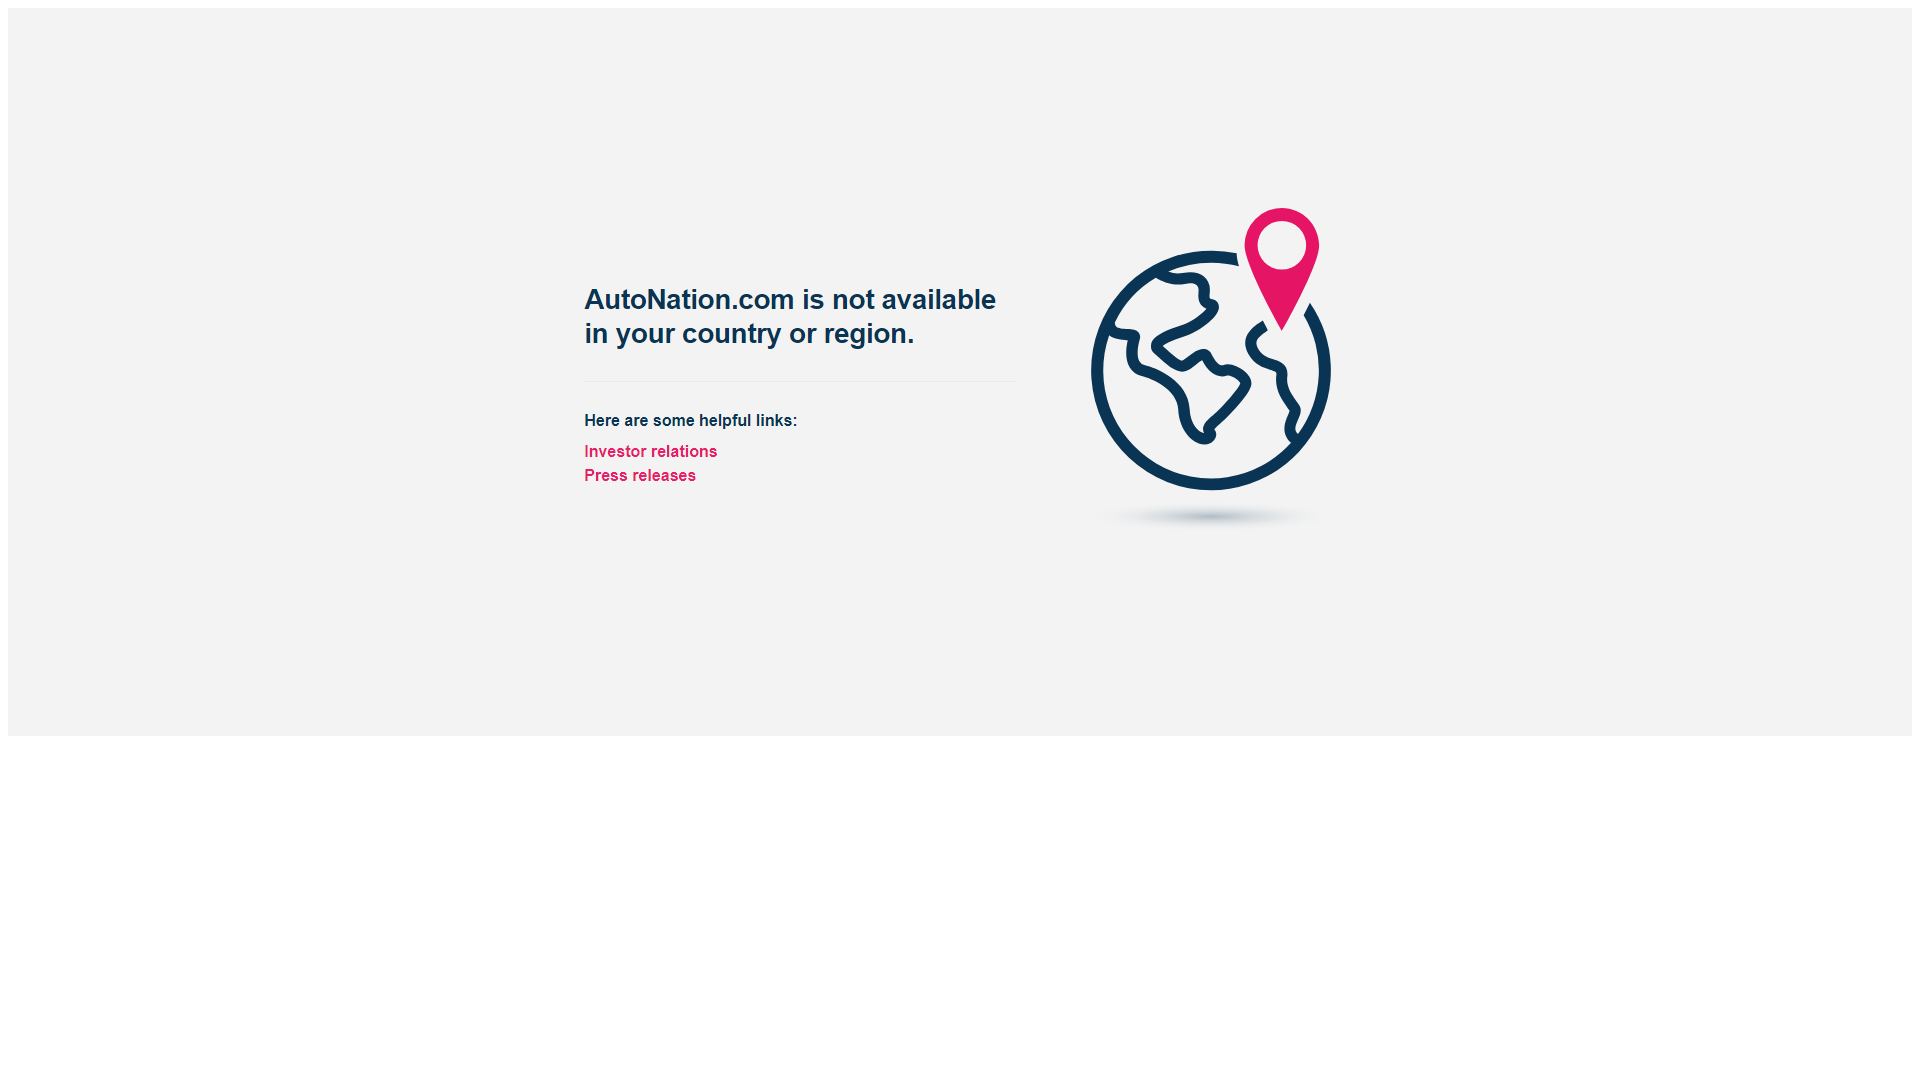 AutoNation.com is not available
in your country or region.
Here are some helpful links:
Investor relations
Press releases